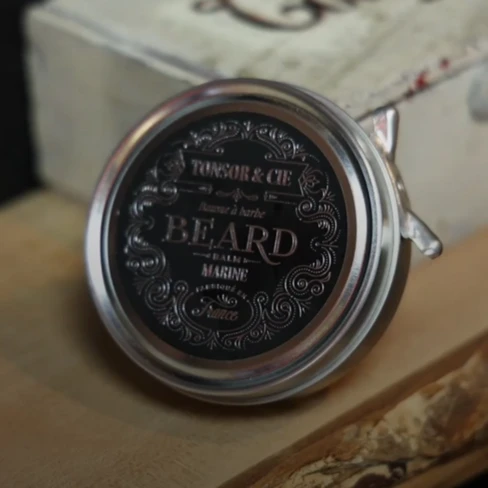 TONSOR & CIE
Baume à barbe
BEARD
BALM
MARINE
FABRIQUÉ EN
France